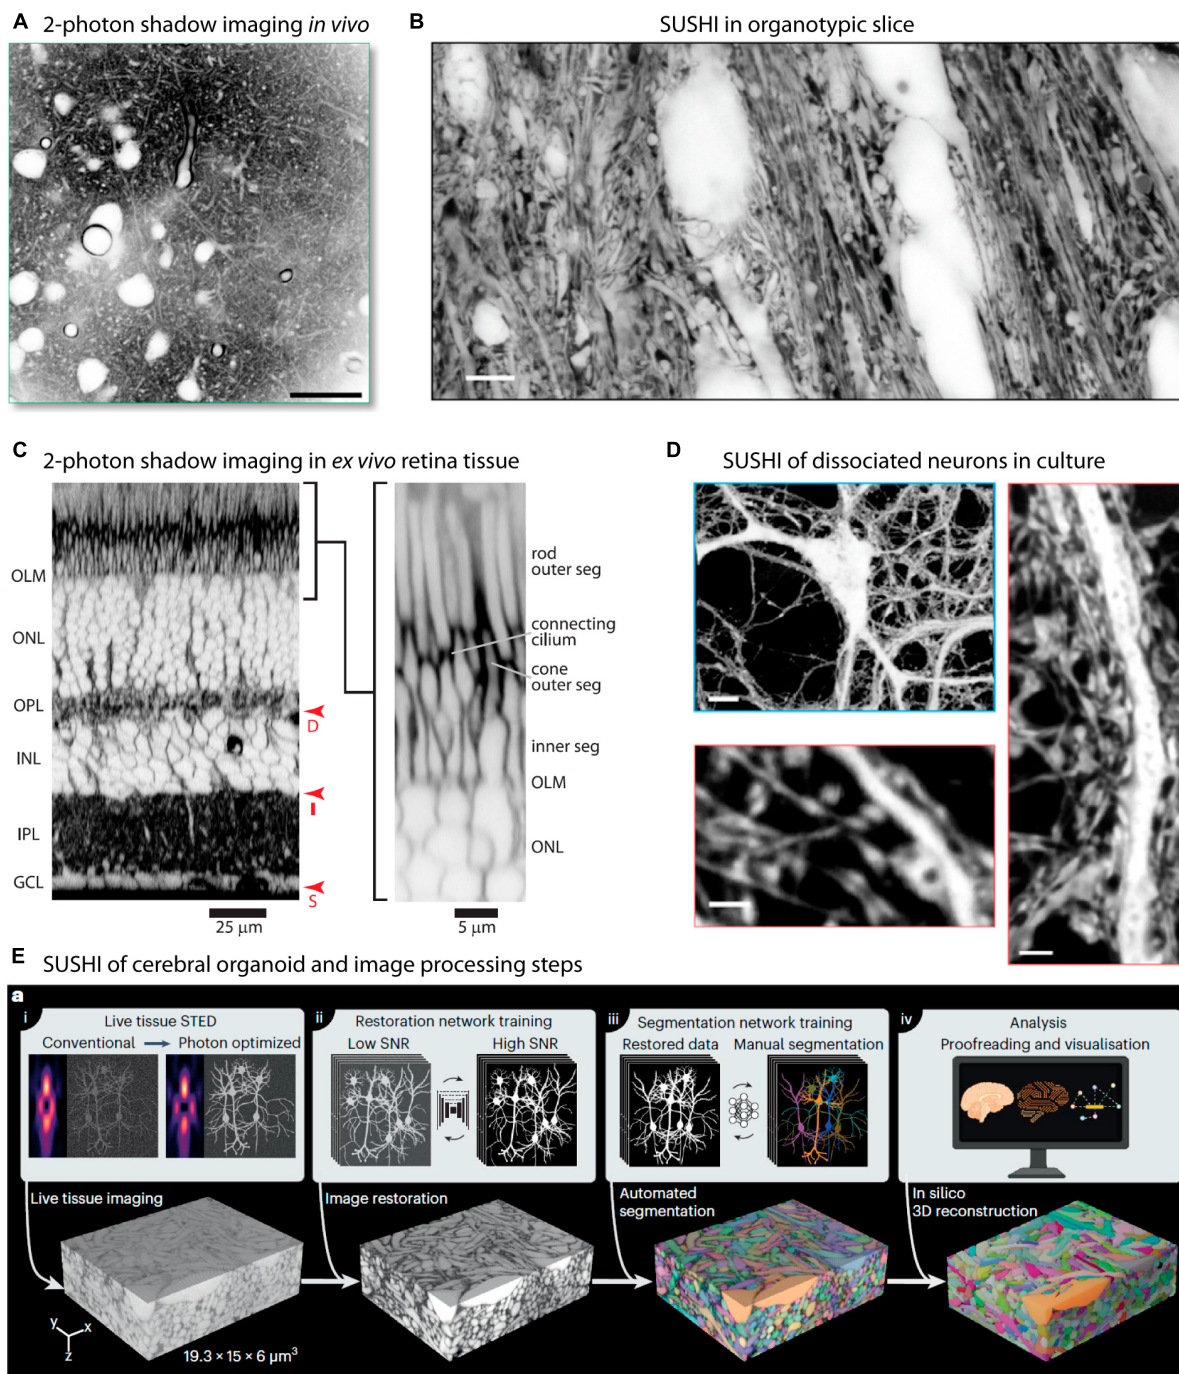 A 2-photon shadow imaging in vivo
B SUSHI in organotypic slice
C 2-photon shadow imaging in ex vivo retina tissue
OLM
ONL
OPL
INL
IPL
GCL
D
I
S
25 μm
rod
outer seg
connecting
cilium
cone
outer seg
inner seg
OLM
ONL
5 μm
D SUSHI of dissociated neurons in culture
E SUSHI of cerebral organoid and image processing steps
a
i Live tissue STED
Conventional Photon optimized
ii Restoration network training
Low SNR High SNR
iii Segmentation network training
Restored data Manual segmentation
iv Analysis
Proofreading and visualisation
Live tissue imaging
Image restoration
Automated
segmentation
In silico
3D reconstruction
y x
z
19.3 × 15 × 6 μm³